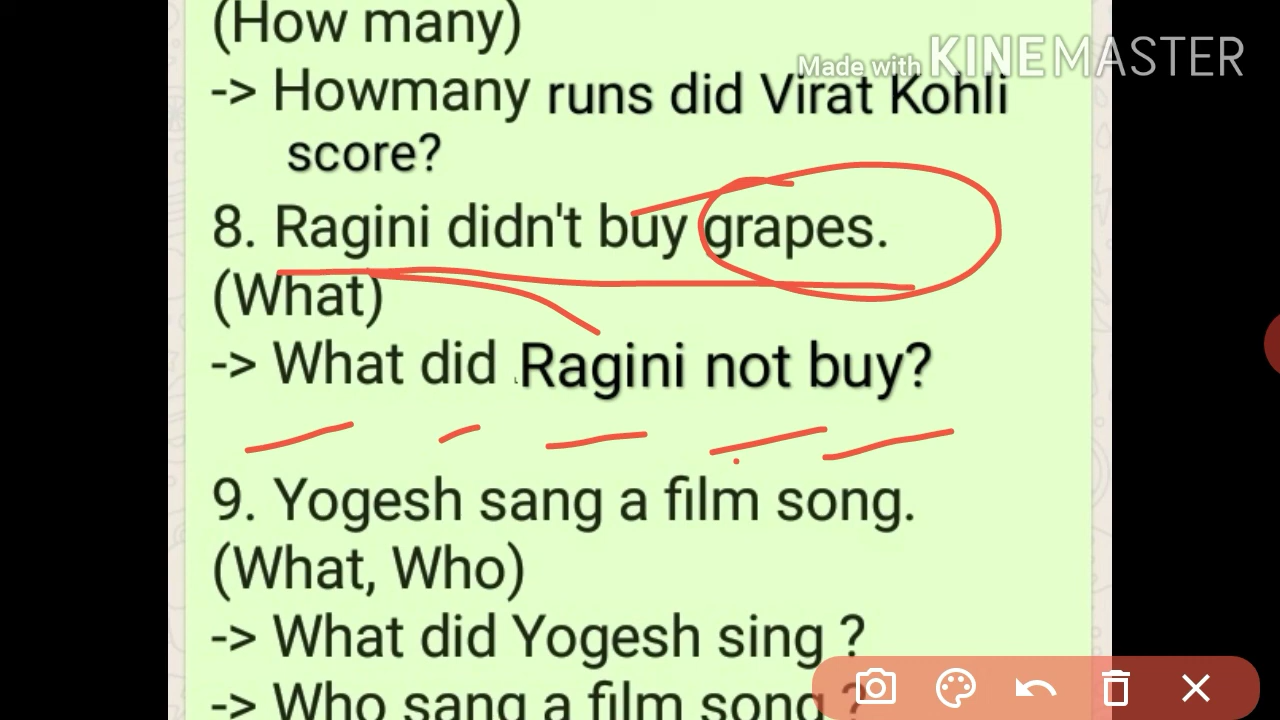 (How many)
Made with KINEMASTER
-> Howmany runs did Virat Kohli
score?
8. Ragini didn't buy grapes.
(What)
-> What did Ragini not buy?
9. Yogesh sang a film song.
(What, Who)
-> What did Yogesh sing ?
-> Who sang a film song ?